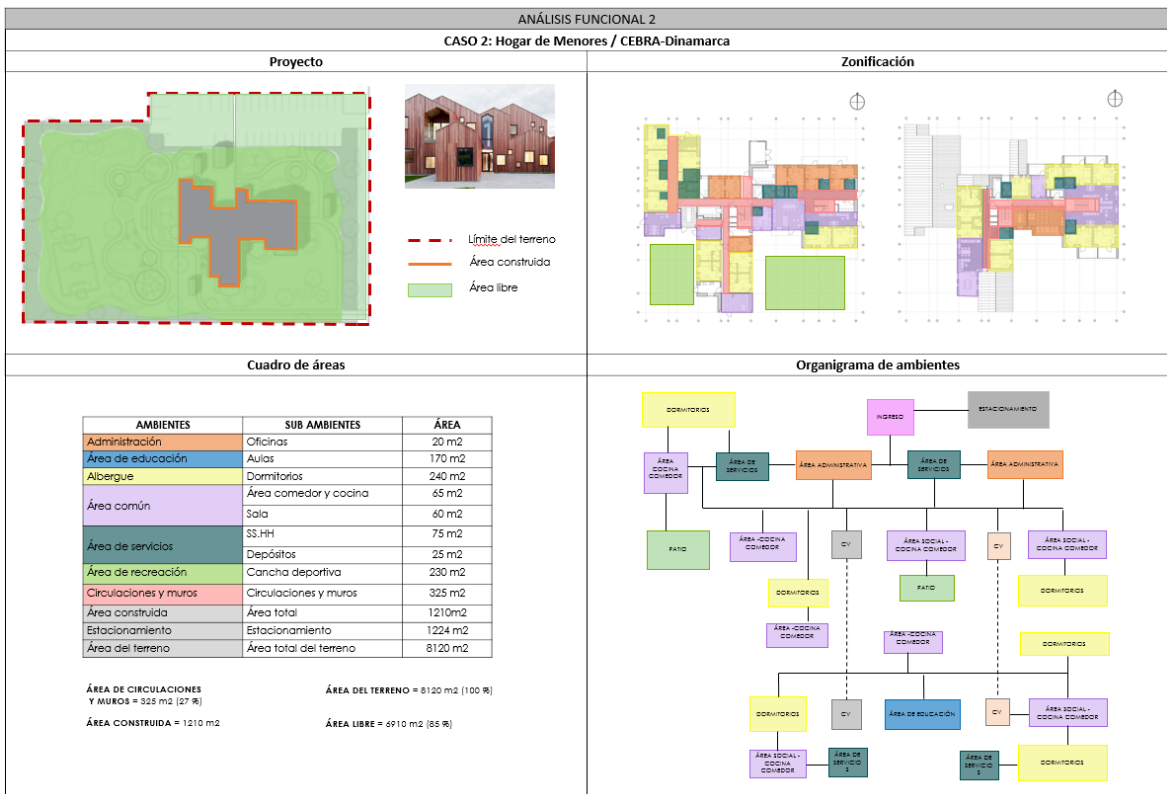 ANÁLISIS FUNCIONAL 2
CASO 2: Hogar de Menores / CEBRA-Dinamarca
Proyecto
Zonificación
Límite del terreno
Área construida
Área libre
Cuadro de áreas
Organigrama de ambientes
AMBIENTES SUB AMBIENTES ÁREA
Administración Oficinas 20 m2
Área de educación Aulas 170 m2
Albergue Dormitorios 240 m2
Área común Área comedor y cocina 65 m2
Sala 60 m2
Área de servicios SS.HH 75 m2
Depósitos 25 m2
Área de recreación Cancha deportiva 230 m2
Circulaciones y muros Circulaciones y muros 325 m2
Área construida Área total 1210m2
Estacionamiento Estacionamiento 1224 m2
Área del terreno Área total del terreno 8120 m2
ÁREA DE CIRCULACIONES
Y MUROS = 325 m2 (27 %)
ÁREA DEL TERRENO = 8120 m2 (100 %)
ÁREA CONSTRUIDA = 1210 m2
ÁREA LIBRE = 6910 m2 (85 %)
DORMITORIOS
INGRESO
ESTACIONAMIENTO
ÁREA
COCINA
COMEDOR
ÁREA DE
SERVICIOS
ÁREA ADMINISTRATIVA
ÁREA DE
SERVICIOS
ÁREA ADMINISTRATIVA
PATIO
ÁREA -COCINA
COMEDOR
CV
ÁREA SOCIAL -
COCINA COMEDOR
CV
ÁREA SOCIAL -
COCINA COMEDOR
DORMITORIOS
PATIO
DORMITORIOS
ÁREA -COCINA
COMEDOR
ÁREA -COCINA
COMEDOR
DORMITORIOS
DORMITORIOS
CV
ÁREA DE EDUCACIÓN
CV
ÁREA SOCIAL -
COCINA COMEDOR
ÁREA SOCIAL -
COCINA
COMEDOR
ÁREA DE
SERVICIO
S
ÁREA DE
SERVICIO
S
DORMITORIOS